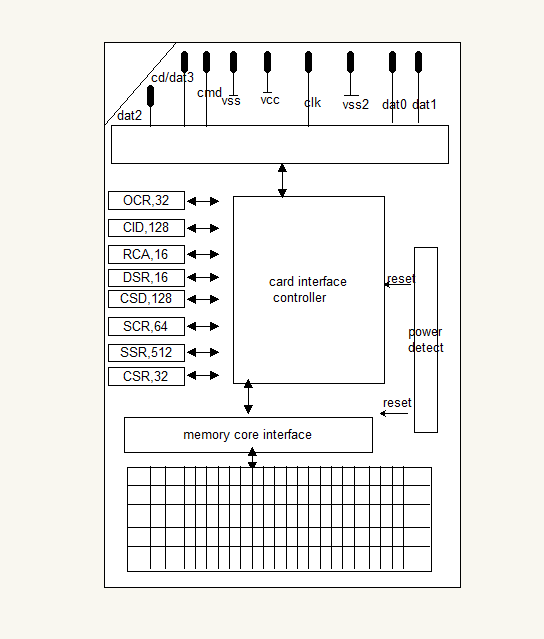 cd/dat3
cmd
vss
vcc
clk
vss2
dat0
dat1
dat2
OCR,32
CID,128
RCA,16
DSR,16
CSD,128
SCR,64
SSR,512
CSR,32
card interface
controller
reset
power
detect
reset
memory core interface